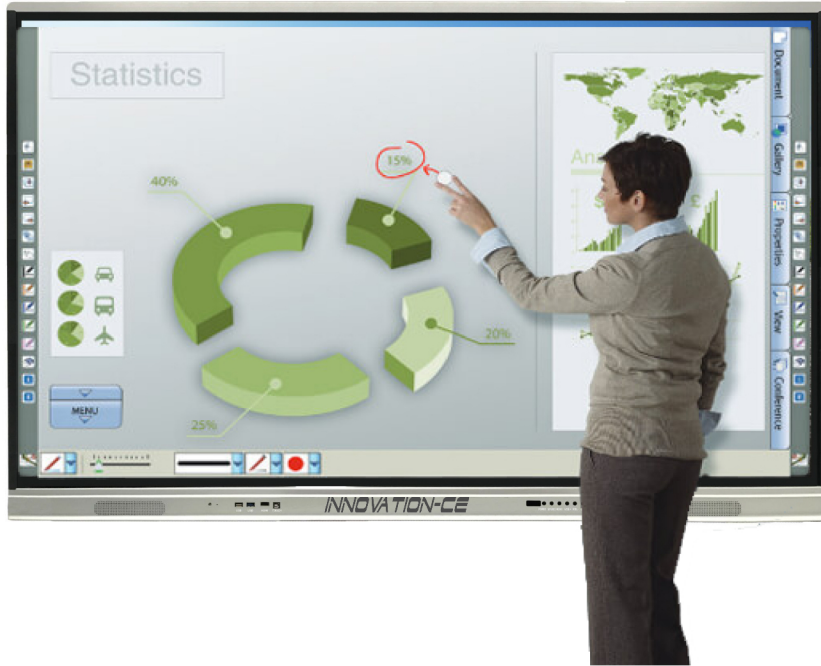 Statistics
15%
40%
20%
25%
MENU
Document
Gallery
Properties
View
Conference
INNOVATION-CE